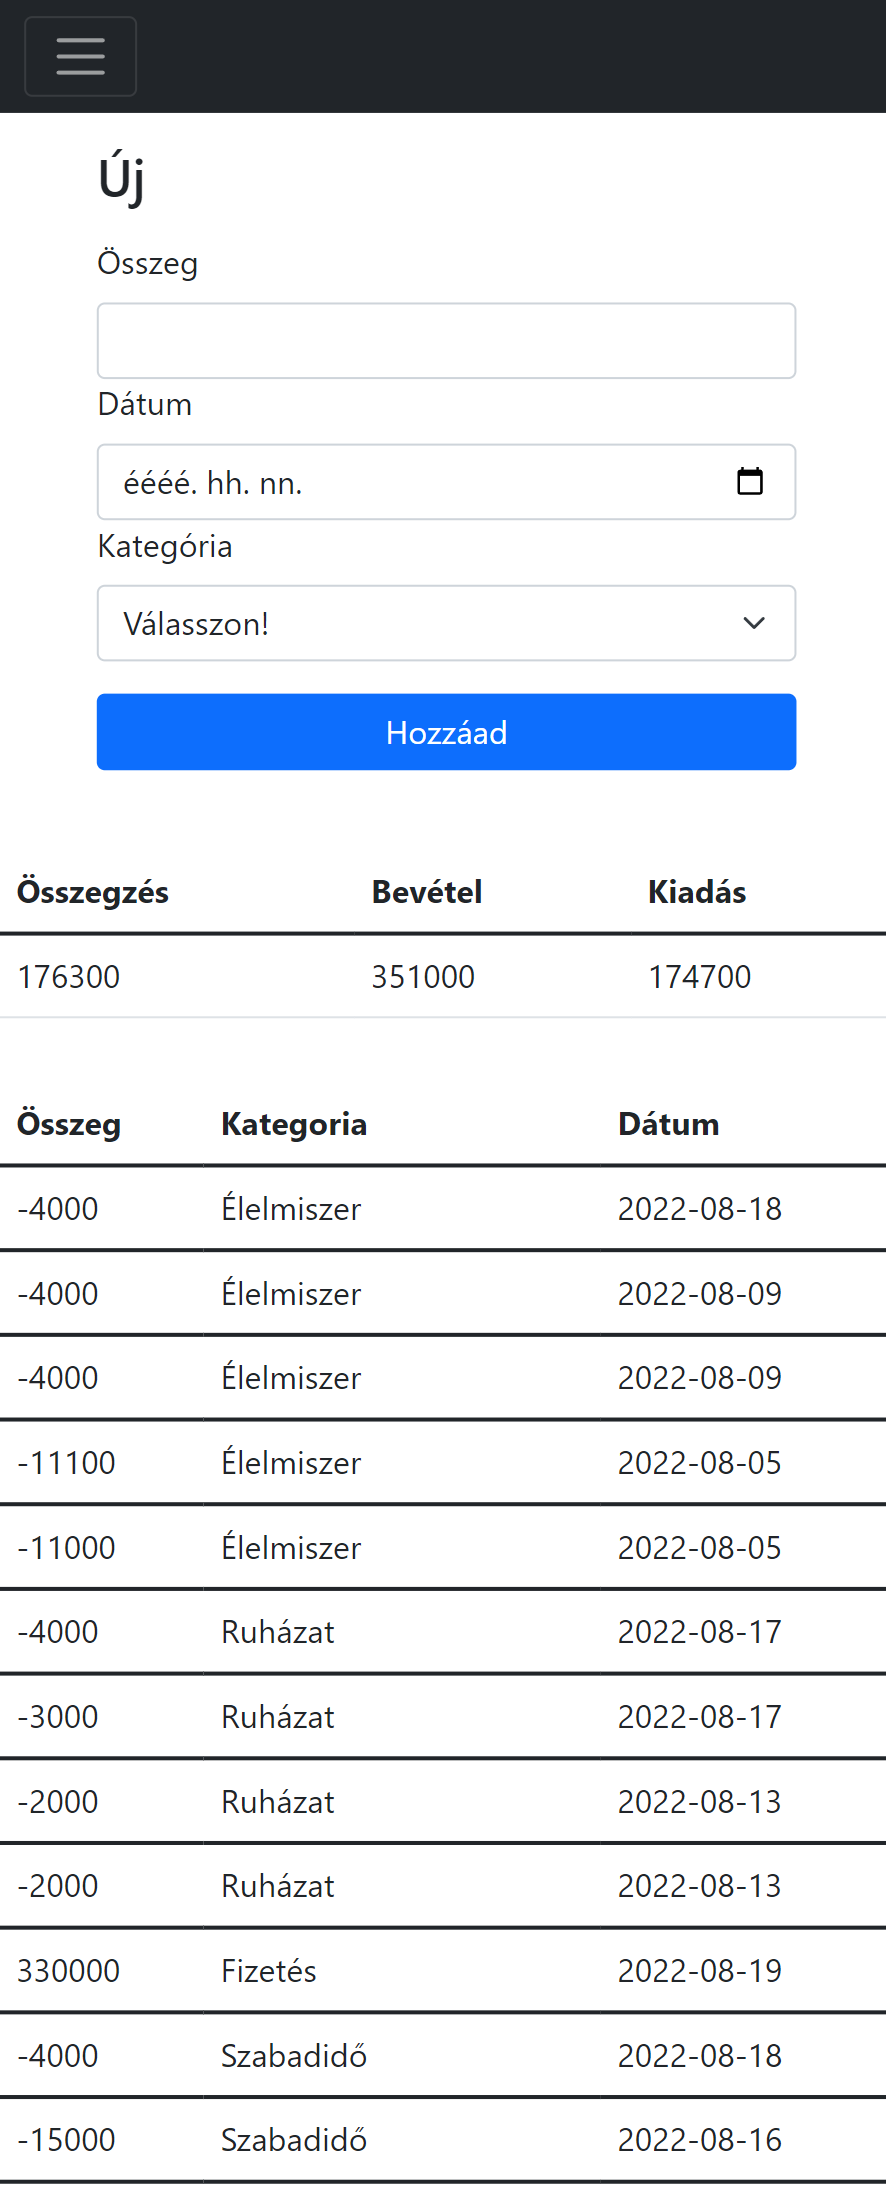 Új
Összeg
Dátum
éééé. hh. nn.
Kategória
Válasszon!
Hozzáad
Összegzés Bevétel Kiadás
176300 351000 174700
Összeg Kategoria Dátum
-4000 Élelmiszer 2022-08-18
-4000 Élelmiszer 2022-08-09
-4000 Élelmiszer 2022-08-09
-11100 Élelmiszer 2022-08-05
-11000 Élelmiszer 2022-08-05
-4000 Ruházat 2022-08-17
-3000 Ruházat 2022-08-17
-2000 Ruházat 2022-08-13
-2000 Ruházat 2022-08-13
330000 Fizetés 2022-08-19
-4000 Szabadidő 2022-08-18
-15000 Szabadidő 2022-08-16